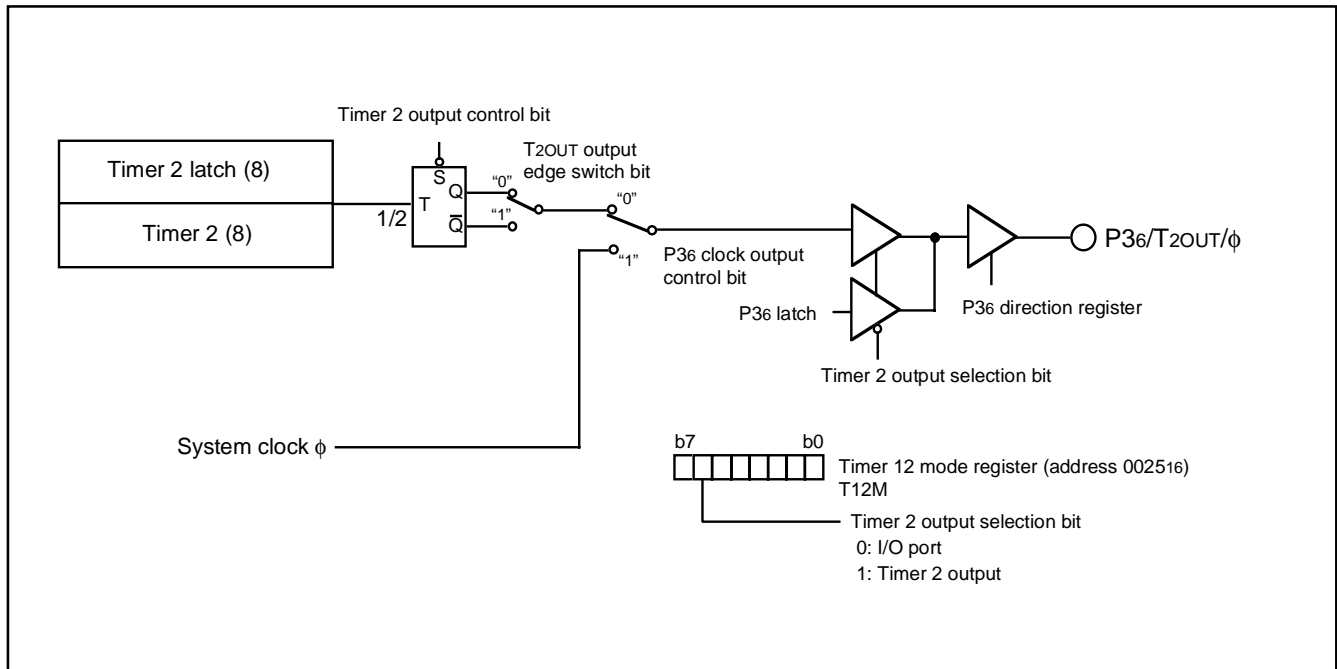 Timer 2 output control bit
Timer 2 latch (8)
Timer 2 (8)
1/2
S
T
Q
Q̅
“0”
“1”
T2OUT output
edge switch bit
“0”
“1”
P36 clock output
control bit
P36 latch
P36/T2OUT/ϕ
P36 direction register
Timer 2 output selection bit
System clock ϕ
b7
b0
Timer 12 mode register (address 002516)
T12M
Timer 2 output selection bit
0: I/O port
1: Timer 2 output